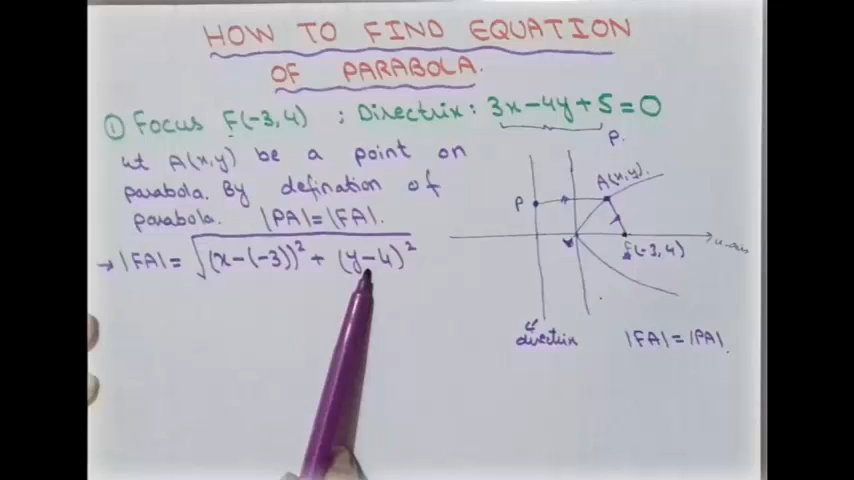 HOW TO FIND EQUATION
OF PARABOLA.
① Focus F(-3,4) ; Directrix: 3x-4y+5=0
let A(x,y) be a point on
parabola. By defination of
parabola. |PA|=|FA|.
→ |FA| = √(x-(-3))² + (y-4)²
P.
A(x,y).
P
V
F(-3,4)
x-axis
directrix
|FA|=|PA|.